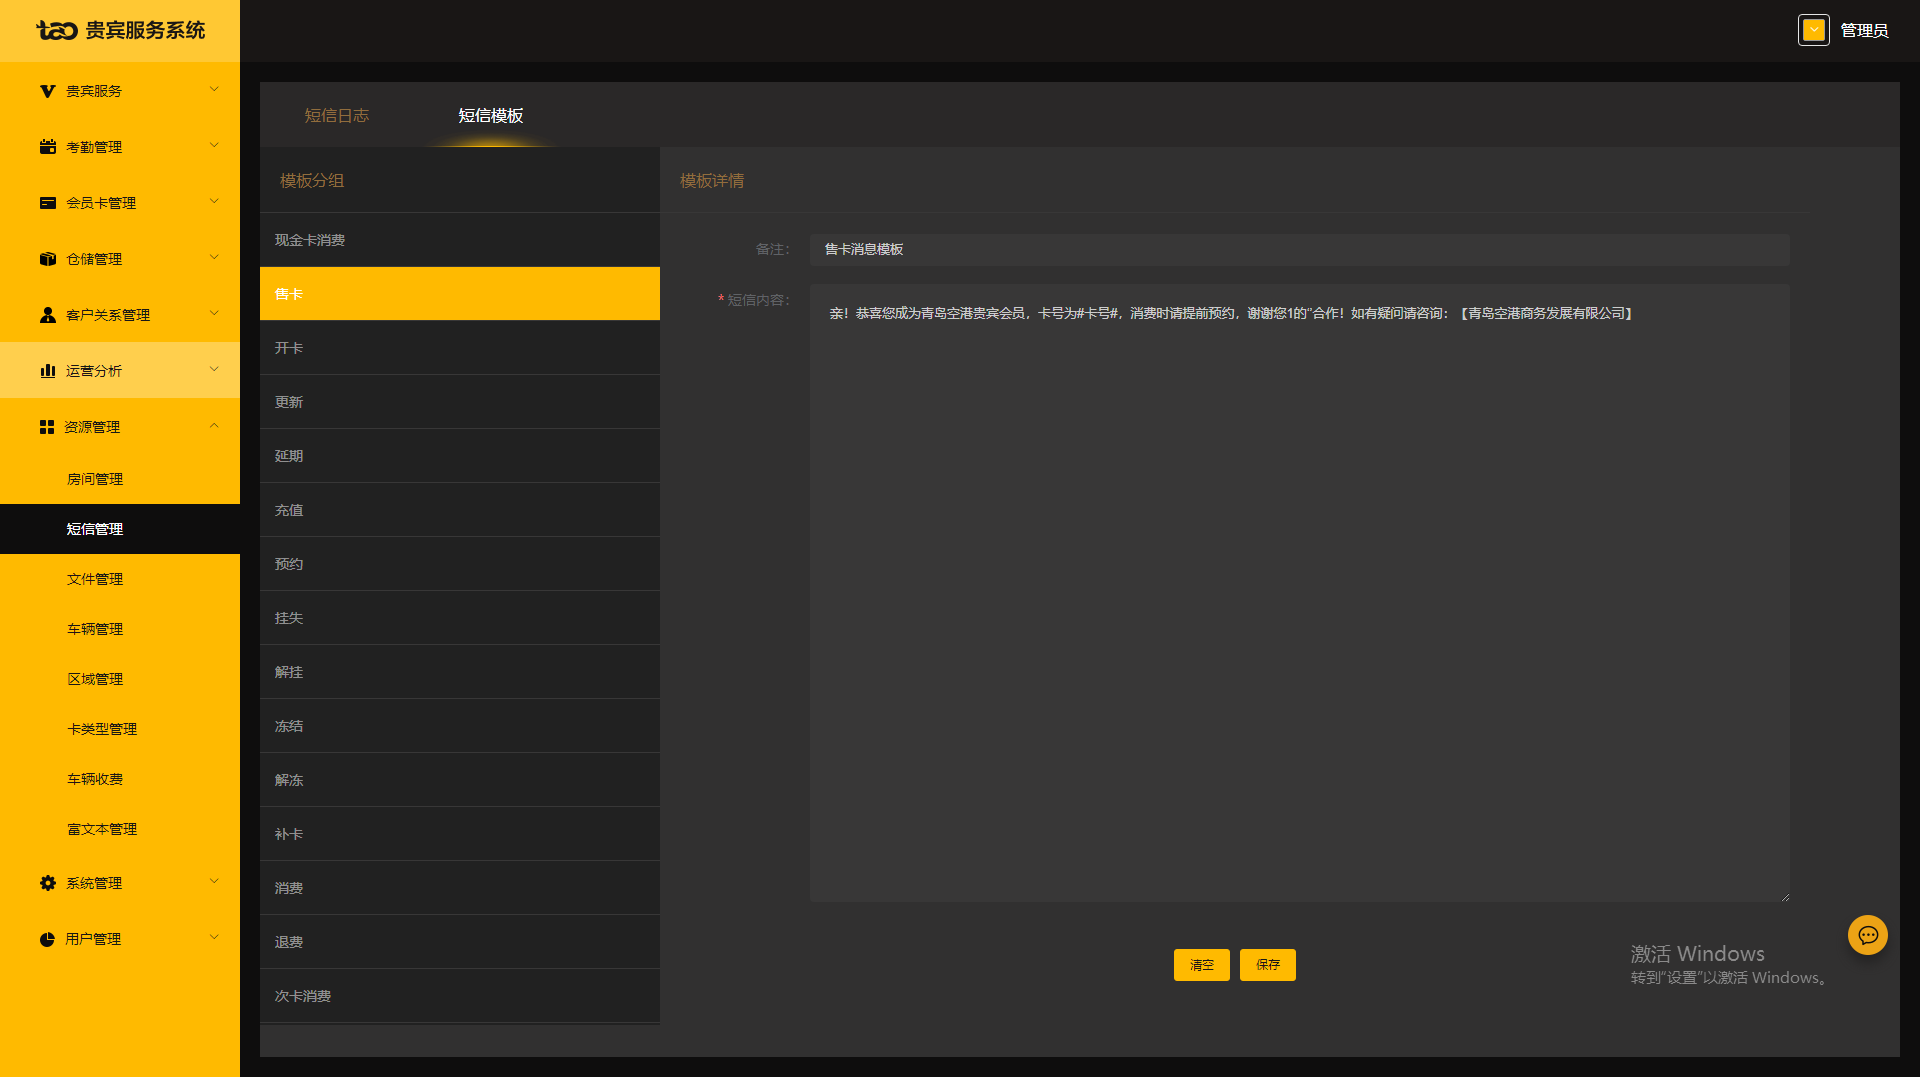 tao 贵宾服务系统
管理员
贵宾服务
考勤管理
会员卡管理
仓储管理
客户关系管理
运营分析
资源管理
房间管理
短信管理
文件管理
车辆管理
区域管理
卡类型管理
车辆收费
富文本管理
系统管理
用户管理
短信日志
短信模板
模板分组
现金卡消费
售卡
开卡
更新
延期
充值
预约
挂失
解挂
冻结
解冻
补卡
消费
退费
次卡消费
模板详情
备注：
售卡消息模板
* 短信内容：
亲！恭喜您成为青岛空港贵宾会员，卡号为#卡号#，消费时请提前预约，谢谢您1的"合作！如有疑问请咨询：【青岛空港商务发展有限公司】
清空
保存
激活 Windows
转到"设置"以激活 Windows。